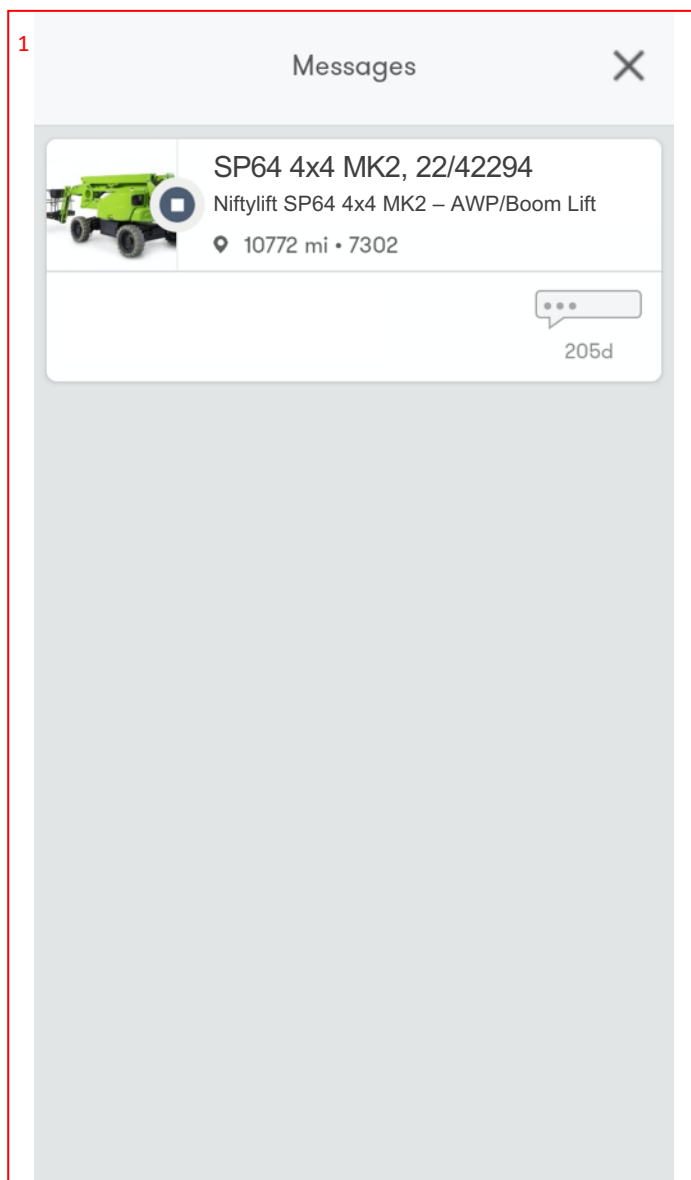 1
Messages
SP64 4x4 MK2, 22/42294
Niftylift SP64 4x4 MK2 – AWP/Boom Lift
10772 mi • 7302
205d